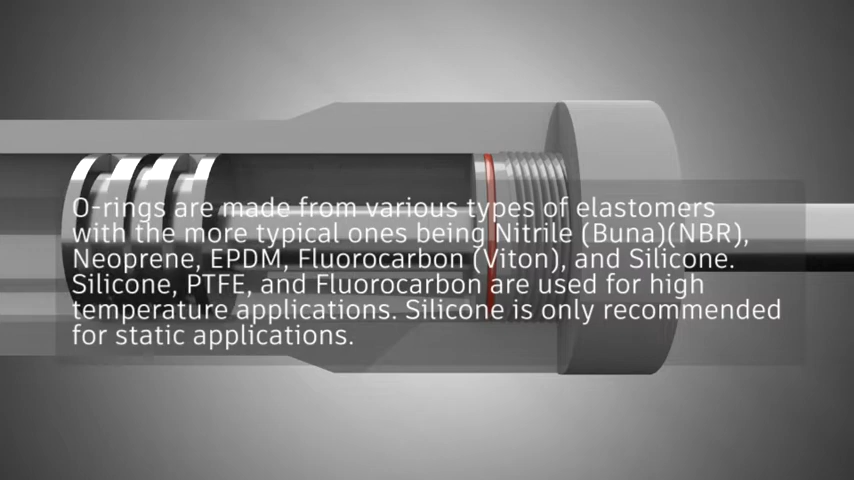 O-rings are made from various types of elastomers
with the more typical ones being Nitrile (Buna)(NBR),
Neoprene, EPDM, Fluorocarbon (Viton), and Silicone.
Silicone, PTFE, and Fluorocarbon are used for high
temperature applications. Silicone is only recommended
for static applications.